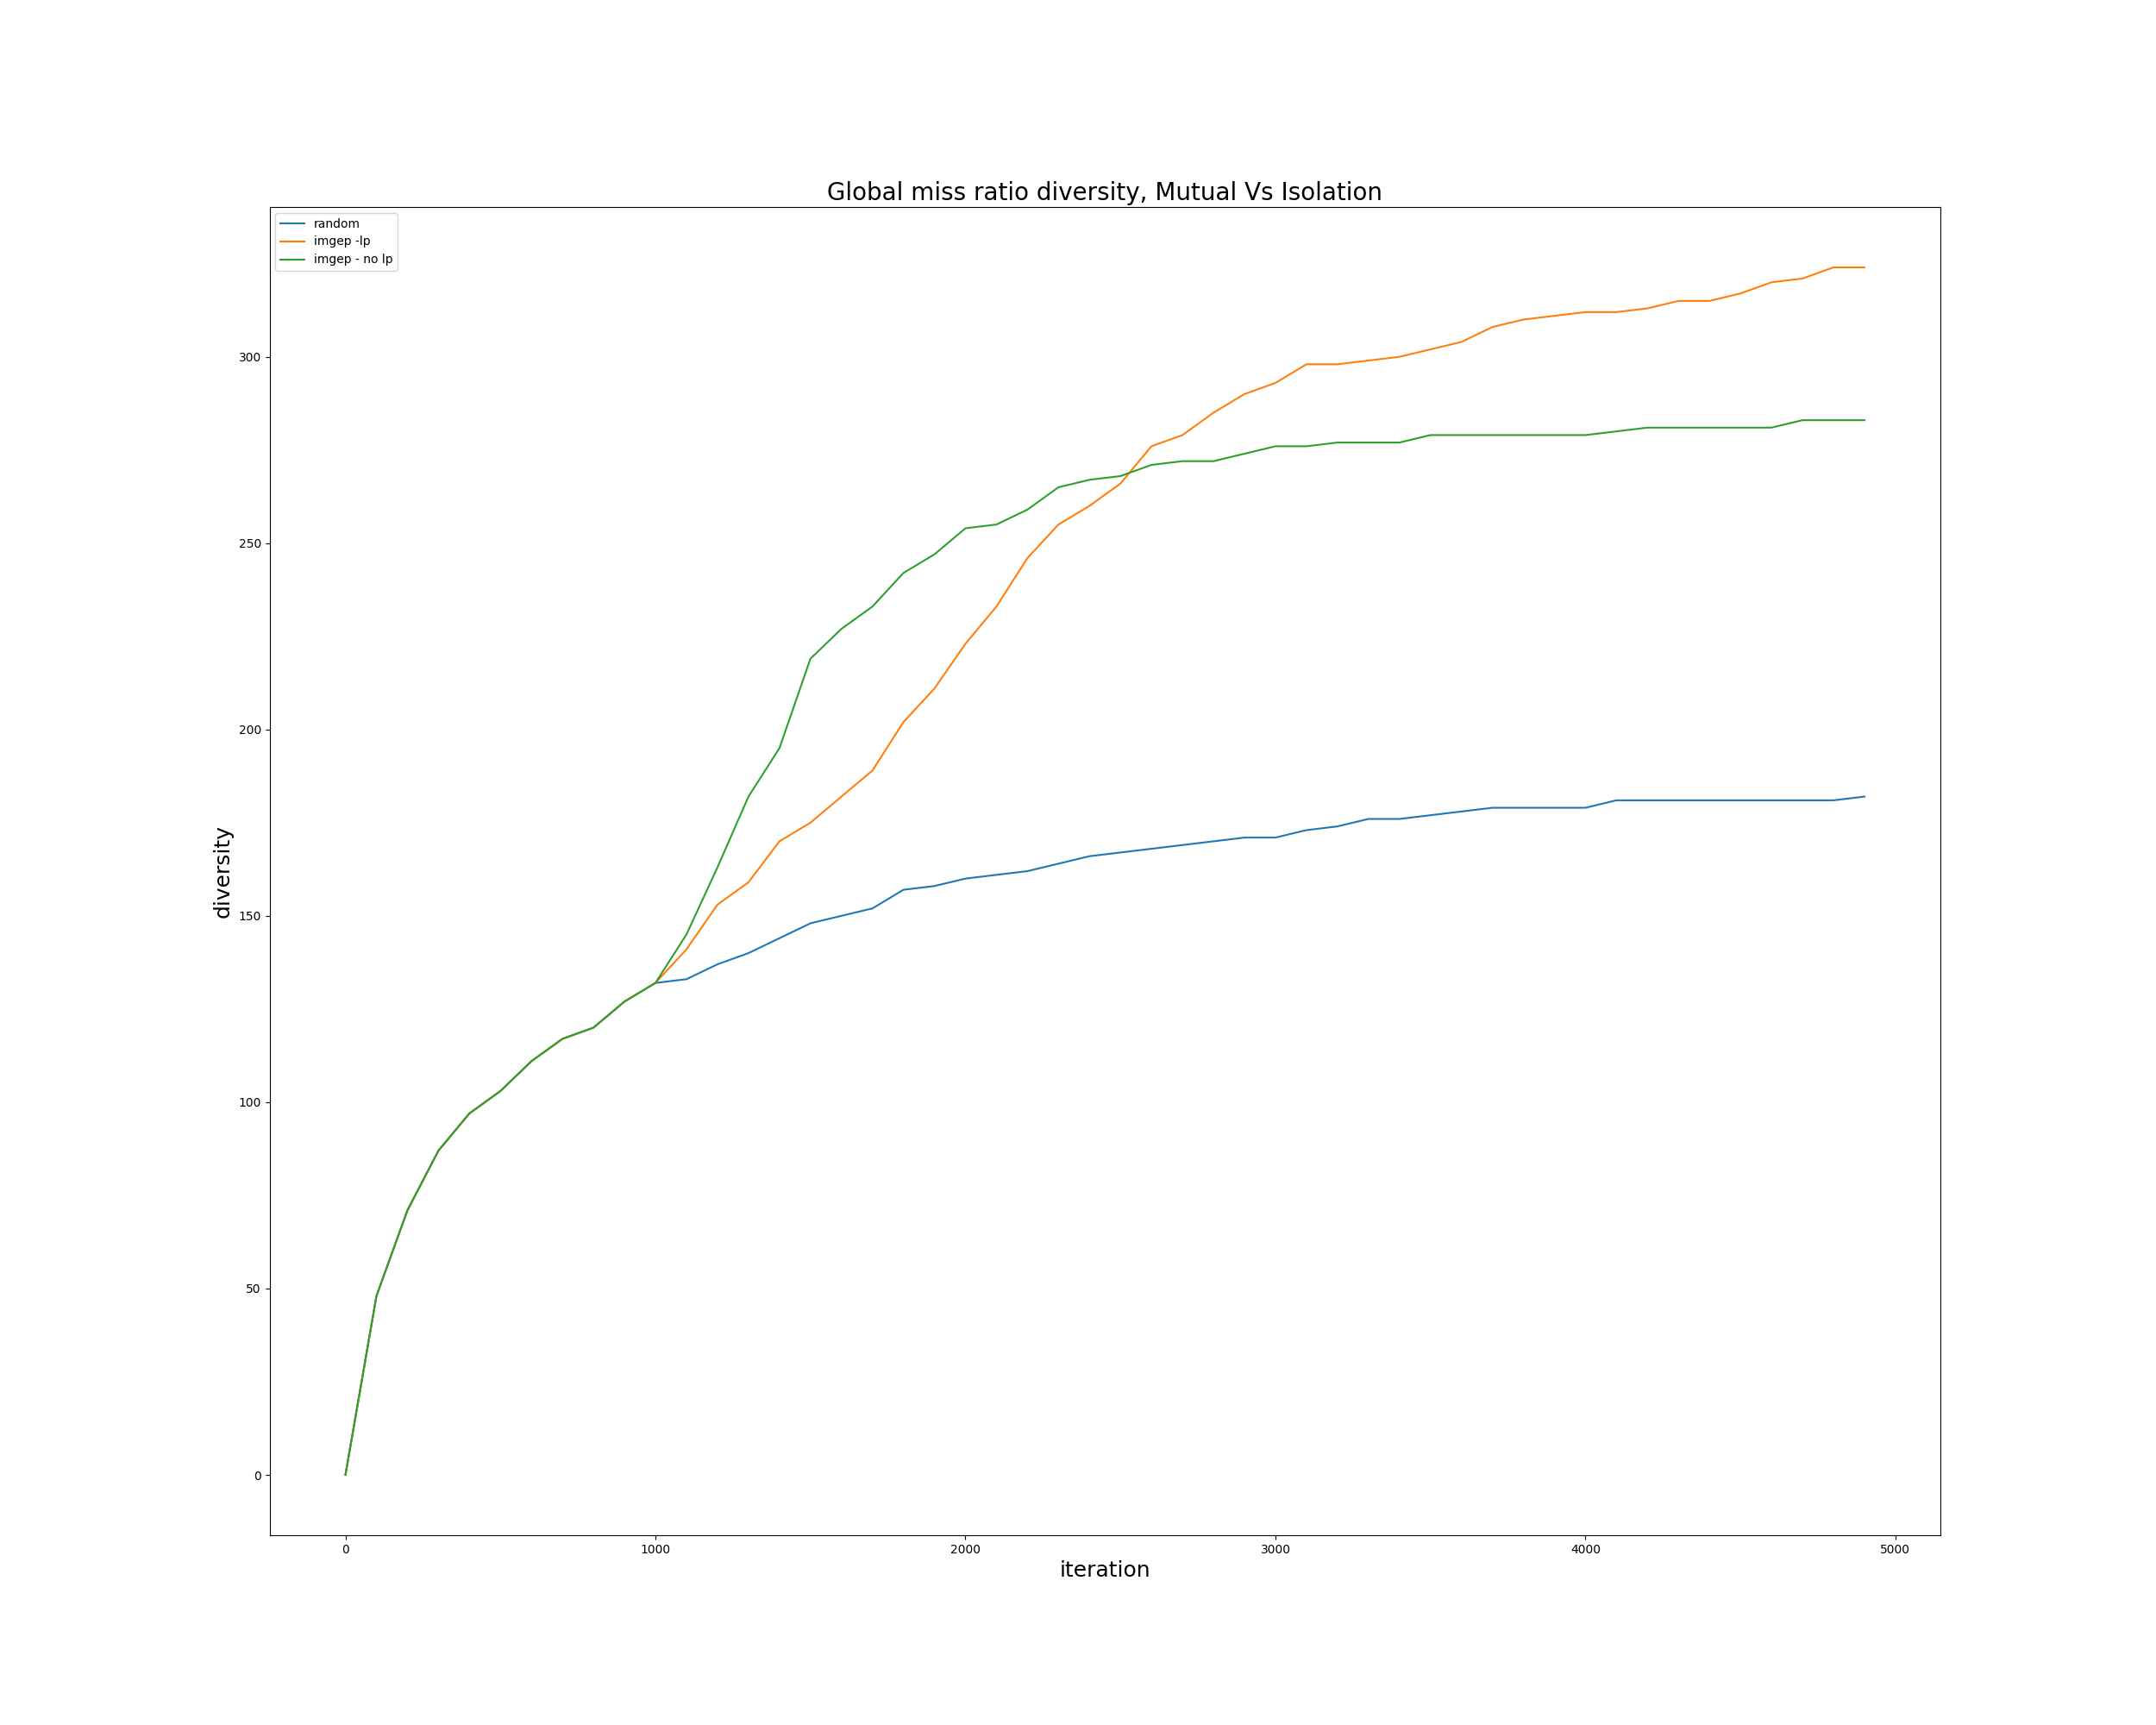 Global miss ratio diversity, Mutual Vs Isolation
random
imgep -lp
imgep - no lp
300
250
200
150
100
50
0
diversity
0 1000 2000 3000 4000 5000
iteration